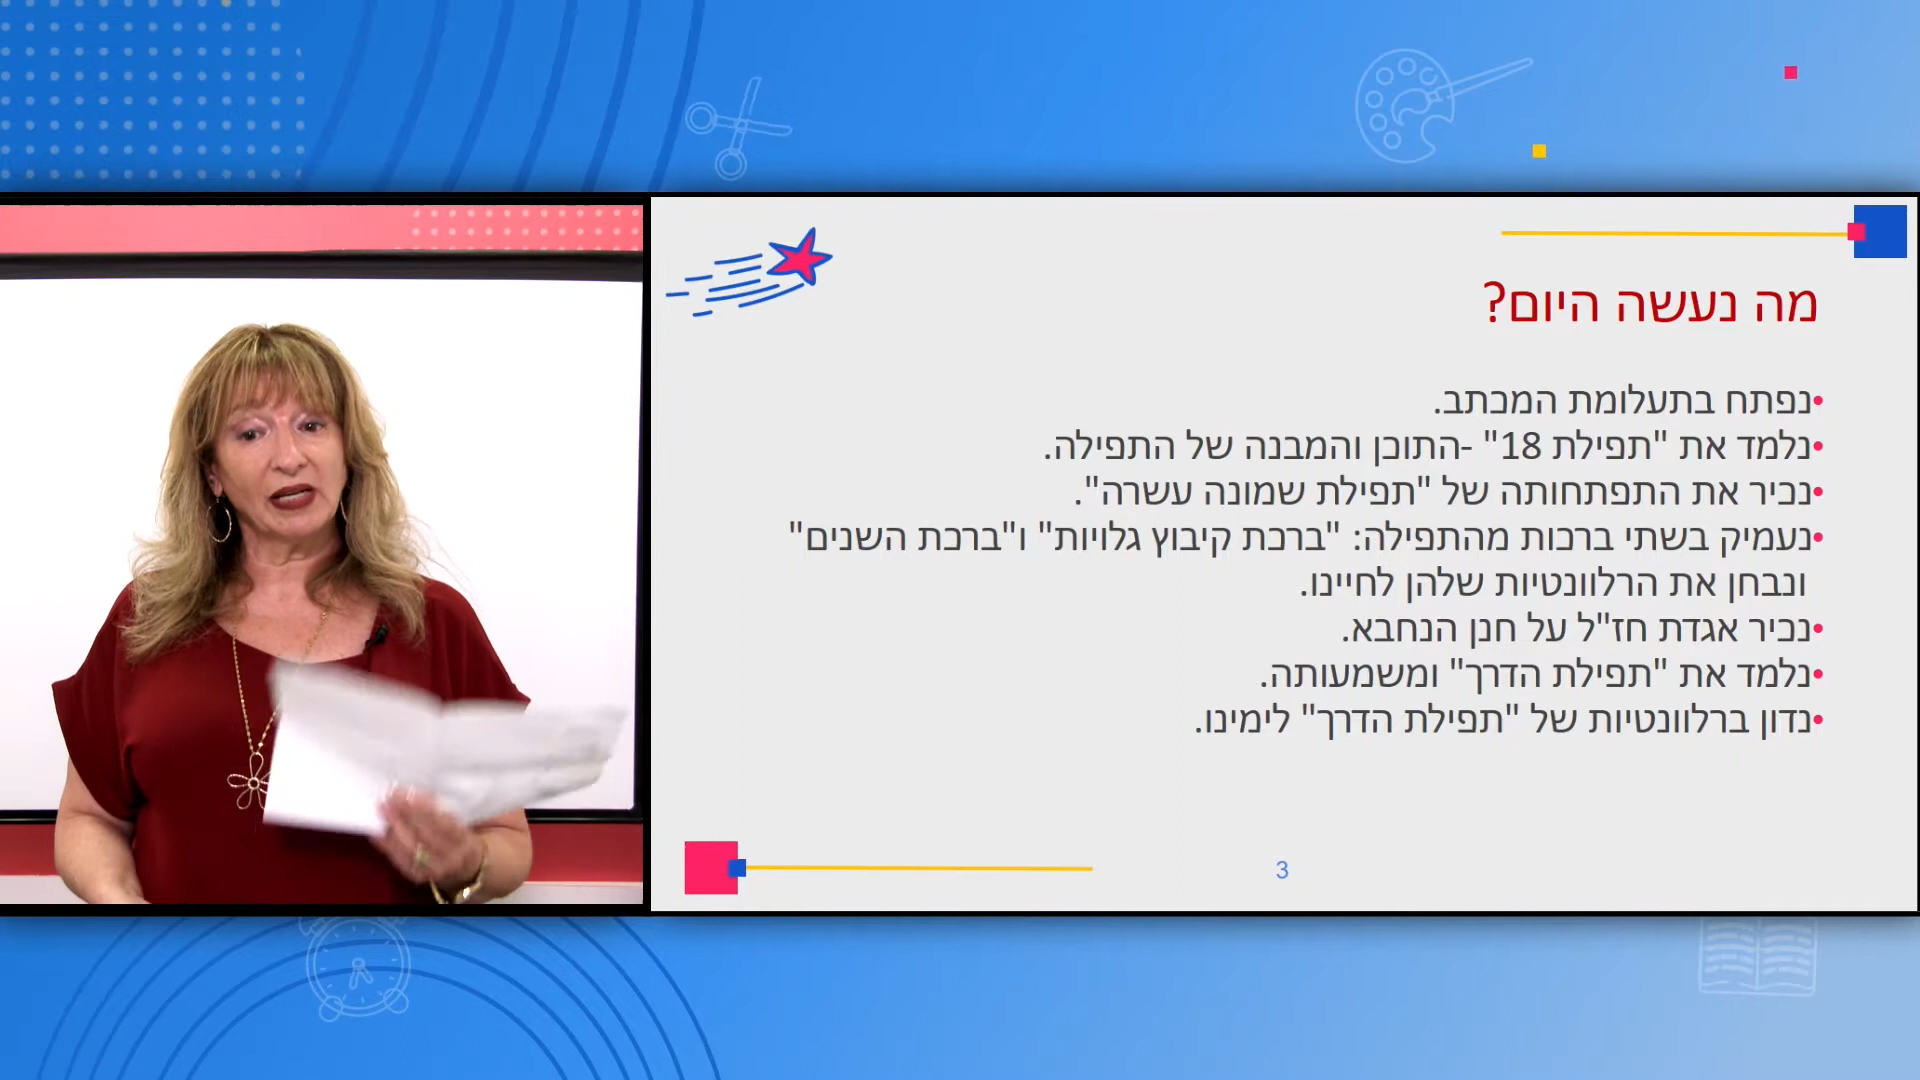 מה נעשה היום?
•נפתח בתעלומת המכתב.
•נלמד את "תפילת 18" -התוכן והמבנה של התפילה.
•נכיר את התפתחותה של "תפילת שמונה עשרה".
•נעמיק בשתי ברכות מהתפילה: "ברכת קיבוץ גלויות" ו"ברכת השנים"
ונבחן את הרלוונטיות שלהן לחיינו.
•נכיר אגדת חז"ל על חנן הנחבא.
•נלמד את "תפילת הדרך" ומשמעותה.
•נדון ברלוונטיות של "תפילת הדרך" לימינו.
3